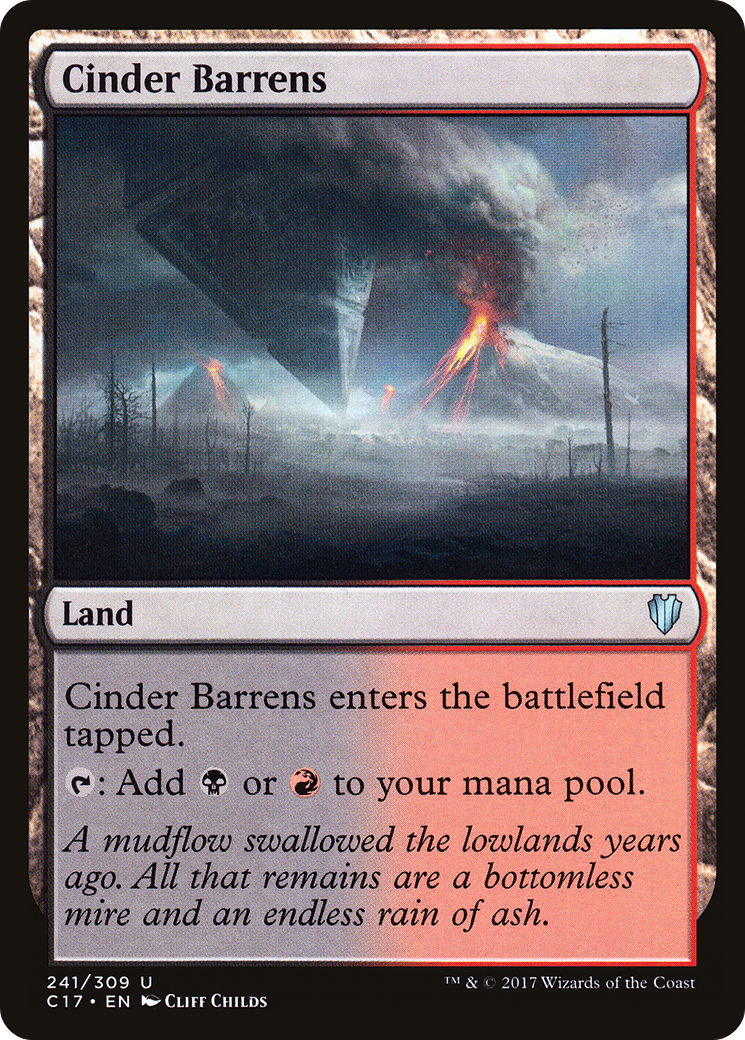 Cinder Barrens
Land
Cinder Barrens enters the battlefield
tapped.
: Add or to your mana pool.
A mudflow swallowed the lowlands years
ago. All that remains are a bottomless
mire and an endless rain of ash.
241/309 U
™ & © 2017 Wizards of the Coast
C17 • EN Cliff Childs